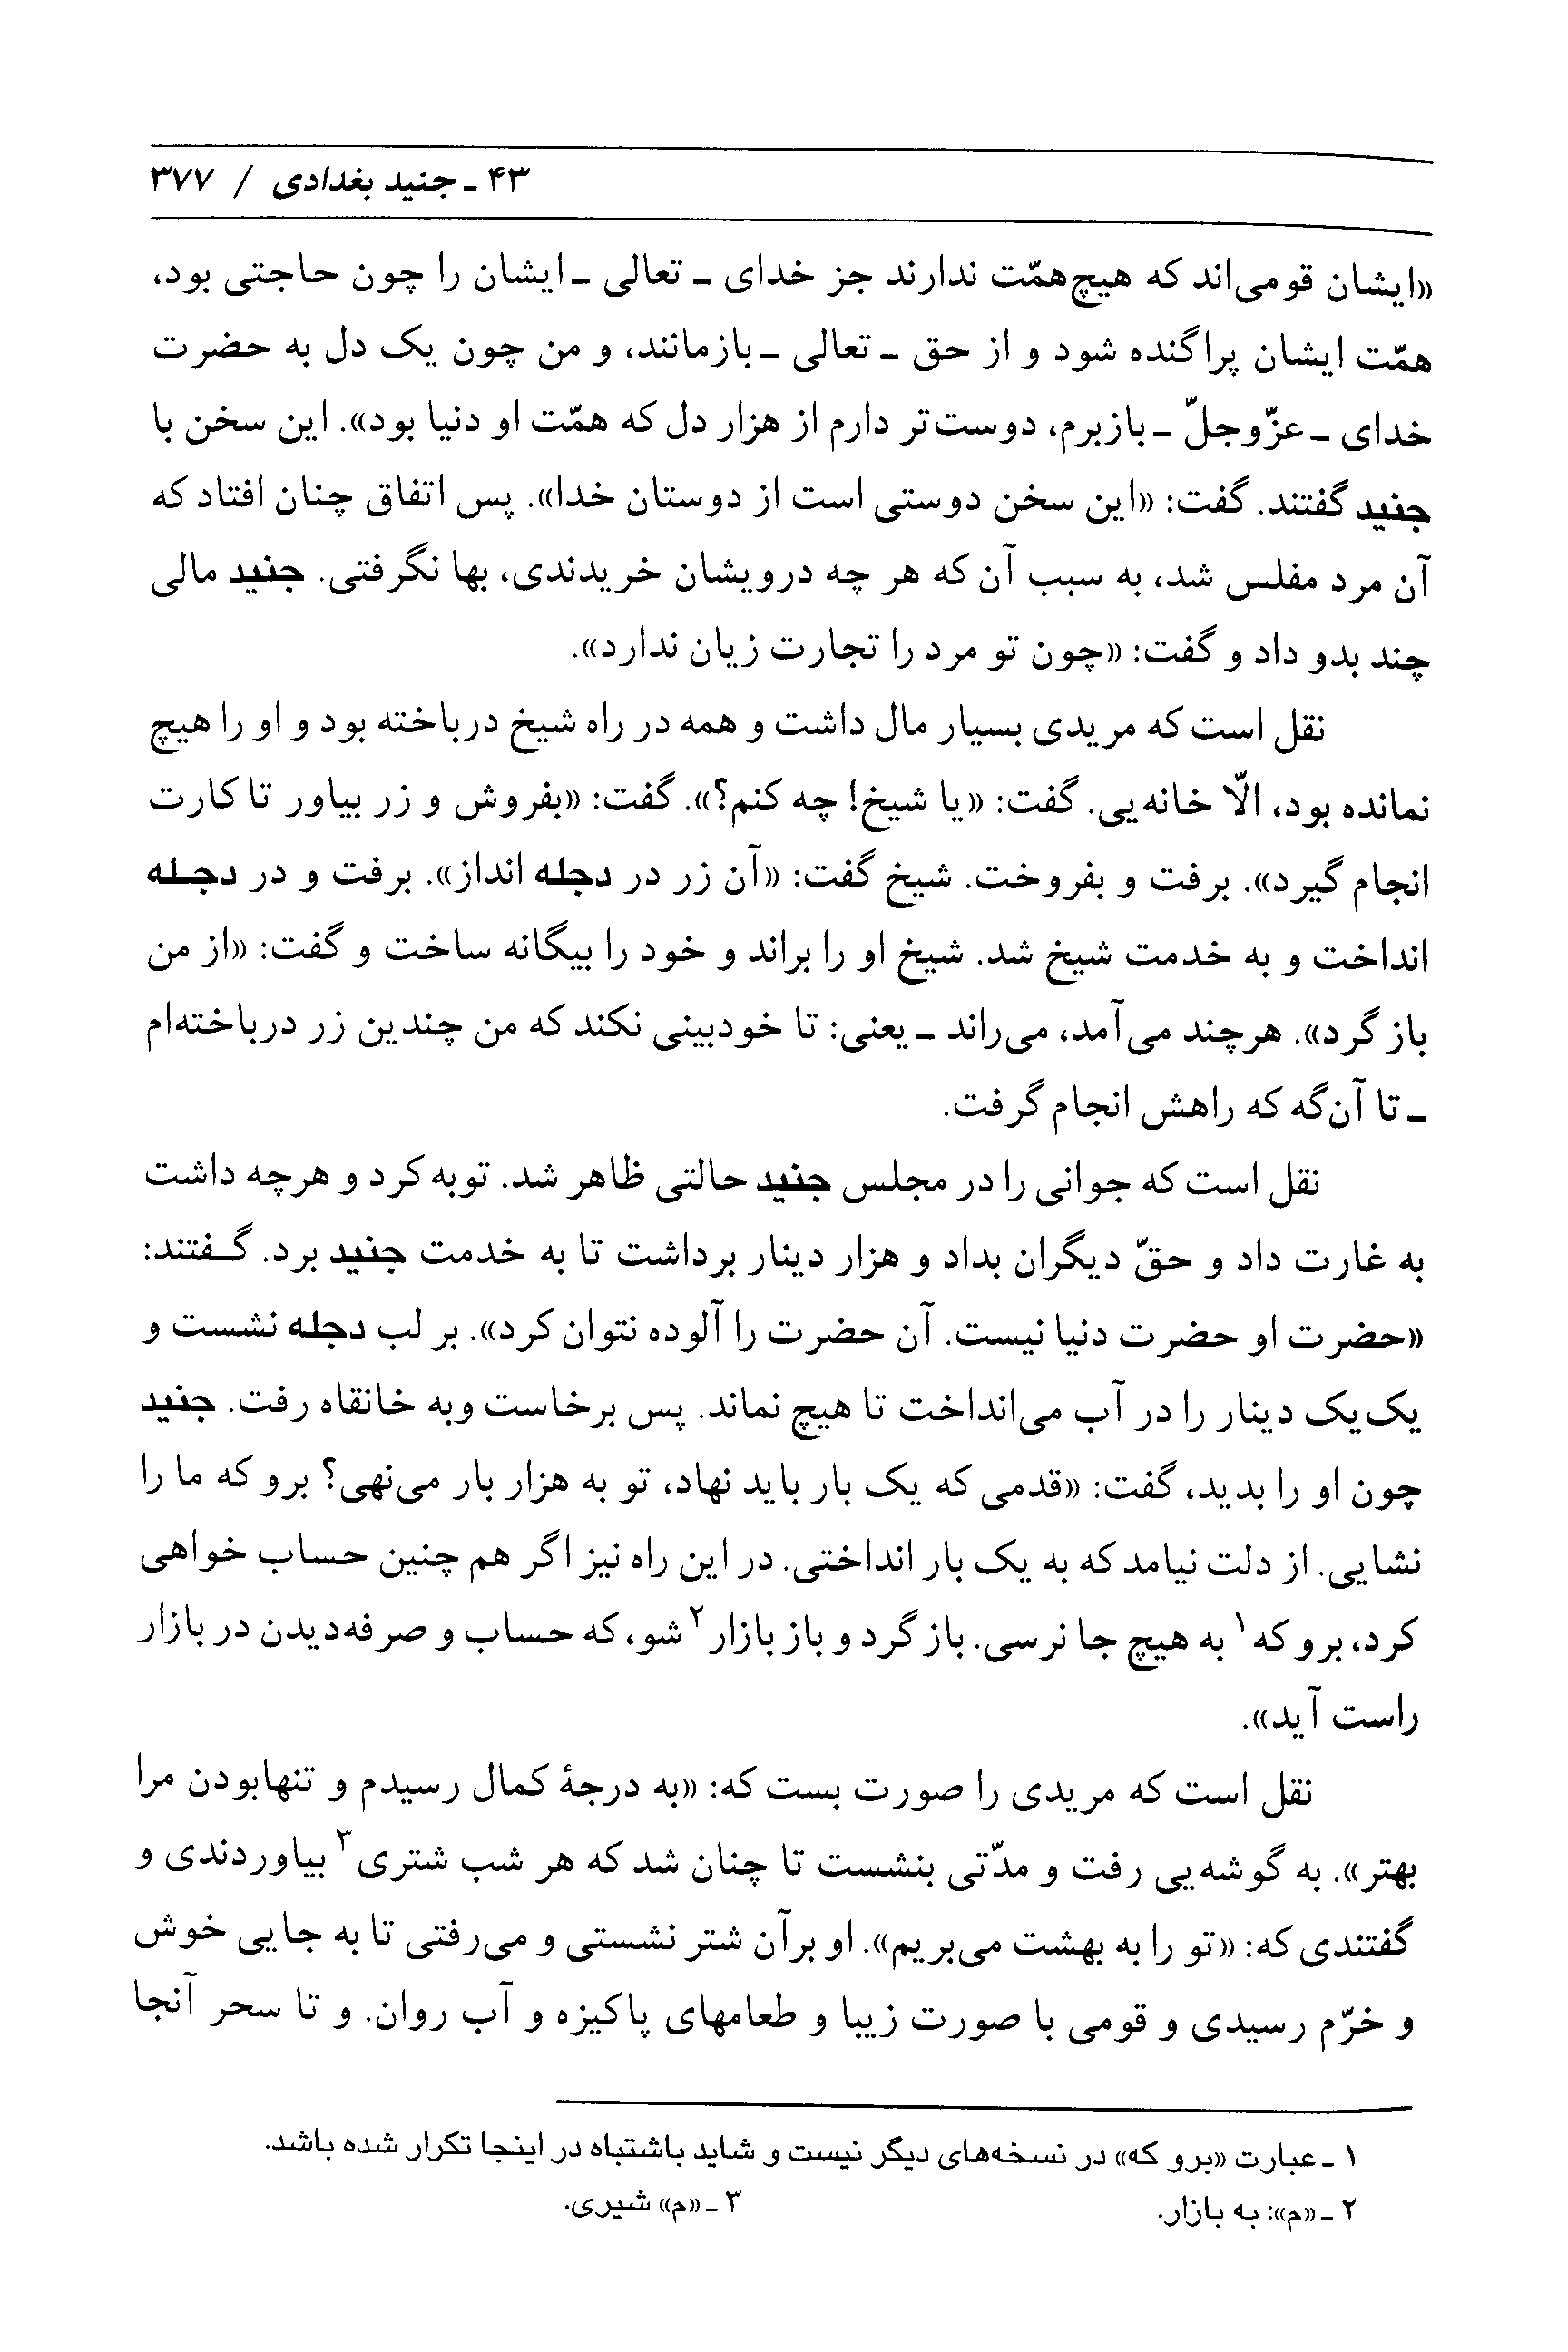 ۴۳ ـ جنید بغدادی / ۳۷۷
«ایشان قومی‌اند که هیچ‌همّت ندارند جز خدای ـ تعالی ـ ایشان را چون حاجتی بود،
همّت ایشان پراگنده شود و از حق ـ تعالی ـ بازمانند، و من چون یک دل به حضرت
خدای ـ عزّوجلّ ـ بازبرم، دوست‌تر دارم از هزار دل که همّت او دنیا بود». این سخن با
جنید گفتند. گفت: «این سخن دوستی است از دوستان خدا». پس اتفاق چنان افتاد که
آن مرد مفلس شد، به سبب آن که هر چه درویشان خریدندی، بها نگرفتی. جنید مالی
چند بدو داد و گفت: «چون تو مرد را تجارت زیان ندارد».
نقل است که مریدی بسیار مال داشت و همه در راه شیخ درباخته بود و او را هیچ
نمانده بود، الّا خانه‌یی. گفت: «یا شیخ! چه کنم؟». گفت: «بفروش و زر بیاور تا کارت
انجام گیرد». برفت و بفروخت. شیخ گفت: «آن زر در دجله انداز». برفت و در دجله
انداخت و به خدمت شیخ شد. شیخ او را براند و خود را بیگانه ساخت و گفت: «از من
باز گرد». هرچند می‌آمد، می‌راند ـ یعنی: تا خودبینی نکند که من چندین زر درباخته‌ام
ـ تا آن‌گه که راهش انجام گرفت.
نقل است که جوانی را در مجلس جنید حالتی ظاهر شد. توبه کرد و هرچه داشت
به غارت داد و حقّ دیگران بداد و هزار دینار برداشت تا به خدمت جنید برد. گفتند:
«حضرت او حضرت دنیا نیست. آن حضرت را آلوده نتوان کرد». بر لب دجله نشست و
یک‌یک دینار را در آب می‌انداخت تا هیچ نماند. پس برخاست وبه خانقاه رفت. جنید
چون او را بدید، گفت: «قدمی که یک بار باید نهاد، تو به هزار بار می‌نهی؟ برو که ما را
نشایی. از دلت نیامد که به یک بار انداختی. در این راه نیز اگر هم چنین حساب خواهی
کرد، برو که۱ به هیچ جا نرسی. باز گرد و باز بازار۲ شو، که حساب و صرفه‌دیدن در بازار
راست آید».
نقل است که مریدی را صورت بست که: «به درجهٔ کمال رسیدم و تنهابودن مرا
بهتر». به گوشه‌یی رفت و مدّتی بنشست تا چنان شد که هر شب شتری۳ بیاوردندی و
گفتندی که: «تو را به بهشت می‌بریم». او برآن شتر نشستی و می‌رفتی تا به جایی خوش
و خرّم رسیدی و قومی با صورت زیبا و طعامهای پاکیزه و آب روان. و تا سحر آنجا
۱ ـ عبارت «برو که» در نسخه‌های دیگر نیست و شاید باشتباه در اینجا تکرار شده باشد.
۲ ـ «م»: به بازار. ۳ ـ «م» شیری.